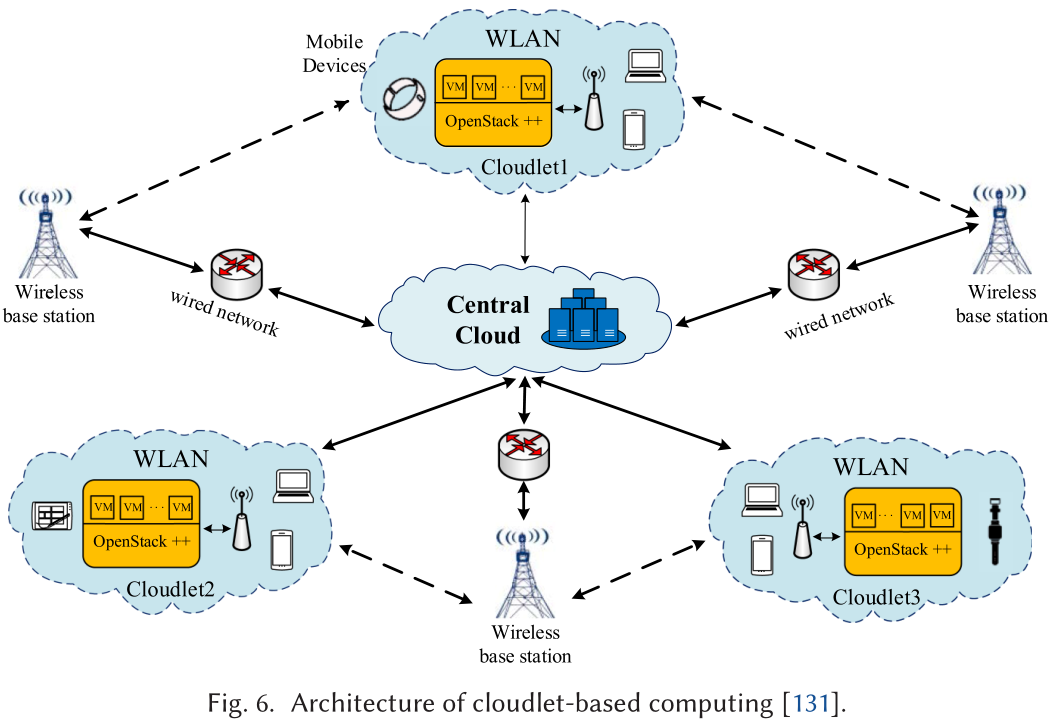 Mobile
Devices
WLAN
VM VM ... VM
OpenStack ++
Cloudlet1
Wireless
base station
wired network
Central
Cloud
wired network
Wireless
base station
WLAN
VM VM ... VM
OpenStack ++
Cloudlet2
WLAN
VM ... VM VM
OpenStack ++
Cloudlet3
Wireless
base station
Fig. 6. Architecture of cloudlet-based computing [131].